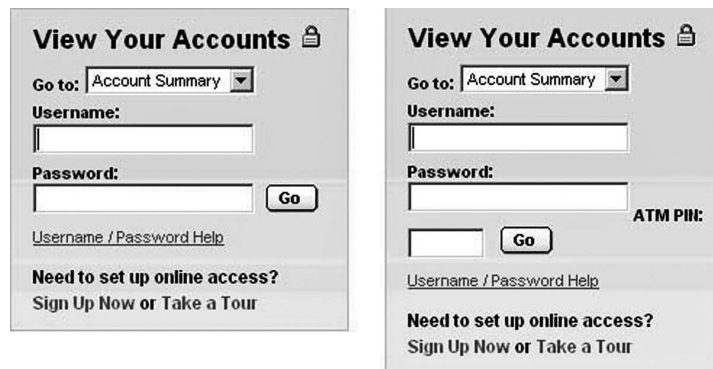 View Your Accounts
Go to: Account Summary
Username:
Password:
Go
Username / Password Help
Need to set up online access?
Sign Up Now or Take a Tour
View Your Accounts
Go to: Account Summary
Username:
Password:
ATM PIN:
Go
Username / Password Help
Need to set up online access?
Sign Up Now or Take a Tour